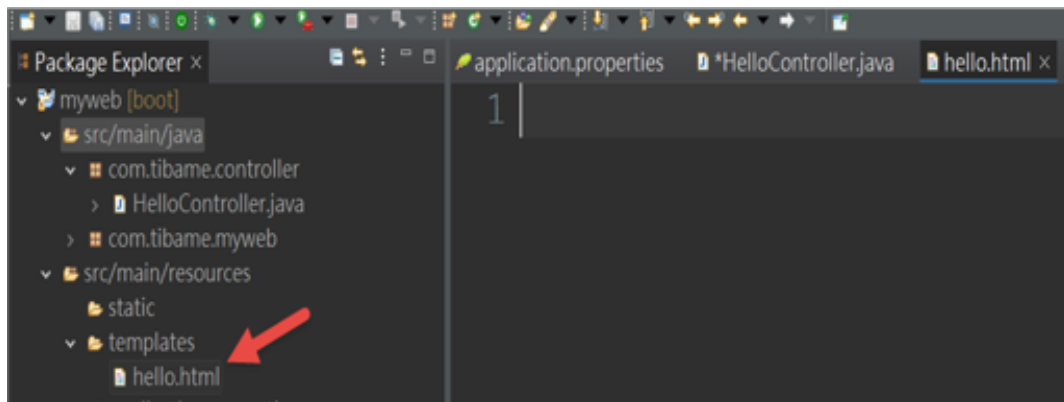 Package Explorer ×
application.properties
*HelloController.java
hello.html ×
myweb [boot]
src/main/java
com.tibame.controller
HelloController.java
com.tibame.myweb
src/main/resources
static
templates
hello.html
1